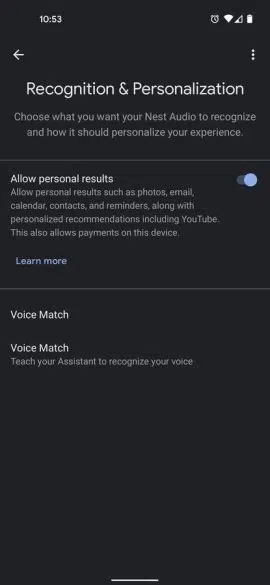 10:53
Recognition & Personalization
Choose what you want your Nest Audio to recognize
and how it should personalize your experience.
Allow personal results
Allow personal results such as photos, email,
calendar, contacts, and reminders, along with
personalized recommendations including YouTube.
This also allows payments on this device.
Learn more
Voice Match
Voice Match
Teach your Assistant to recognize your voice